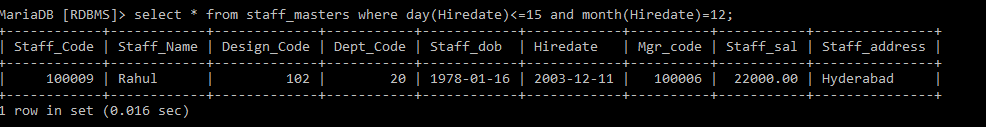 MariaDB [RDBMS]> select * from staff_masters where day(Hiredate)<=15 and month(Hiredate)=12;
+------------+------------+-------------+-----------+------------+------------+----------+-----------+---------------+
| Staff_Code | Staff_Name | Design_Code | Dept_Code | Staff_dob | Hiredate | Mgr_code | Staff_sal | Staff_address |
+------------+------------+-------------+-----------+------------+------------+----------+-----------+---------------+
| 100009 | Rahul | 102 | 20 | 1978-01-16 | 2003-12-11 | 100006 | 22000.00 | Hyderabad |
+------------+------------+-------------+-----------+------------+------------+----------+-----------+---------------+
1 row in set (0.016 sec)